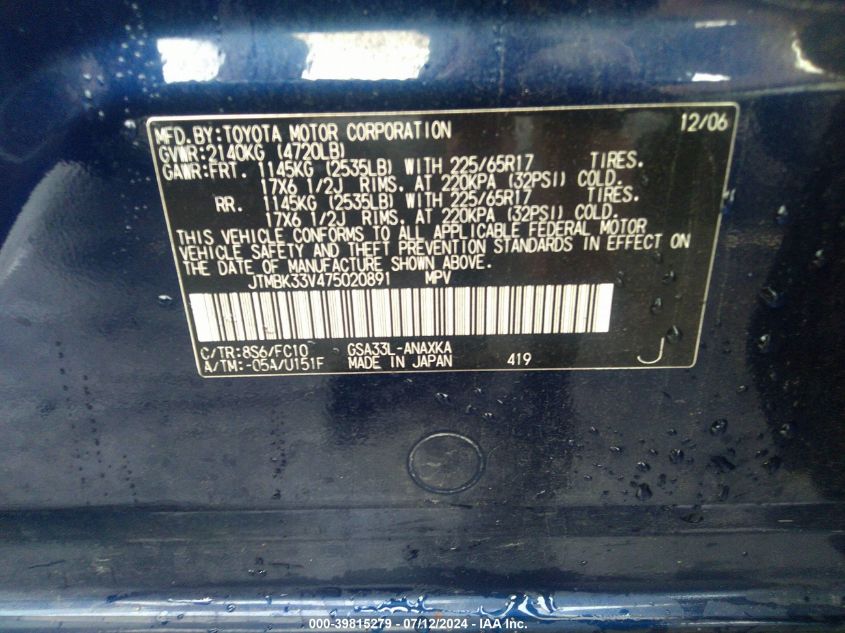 MFD.BY:TOYOTA MOTOR CORPORATION 12/06
GVWR:2140KG (4720LB)
GAWR:FRT. 1145KG (2535LB) WITH 225/65R17 TIRES.
17X6 1/2J RIMS. AT 220KPA (32PSI) COLD.
RR. 1145KG (2535LB) WITH 225/65R17 TIRES.
17X6 1/2J RIMS. AT 220KPA (32PSI) COLD.
THIS VEHICLE CONFORMS TO ALL APPLICABLE FEDERAL MOTOR
VEHICLE SAFETY AND THEFT PREVENTION STANDARDS IN EFFECT ON
THE DATE OF MANUFACTURE SHOWN ABOVE.
JTMBK33V475020891 MPV
C/TR:8S6/FC10 GSA33L-ANAXKA
A/TM:-05A/U151F MADE IN JAPAN 419 J
000-39815279 - 07/12/2024 - IAA Inc.